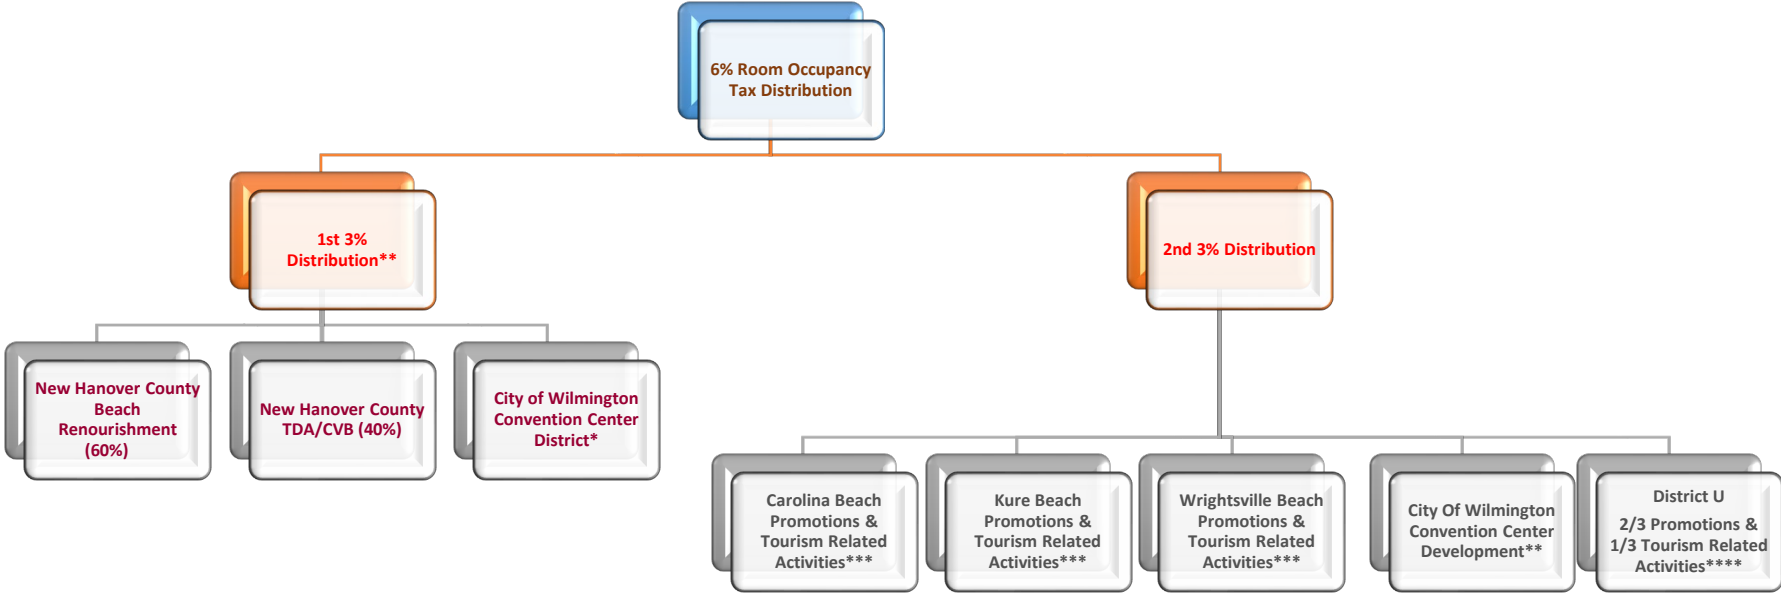 6% Room Occupancy
Tax Distribution
1st 3%
Distribution**
2nd 3% Distribution
New Hanover County
Beach
Renourishment
(60%)
New Hanover County
TDA/CVB (40%)
City of Wilmington
Convention Center
District*
Carolina Beach
Promotions &
Tourism Related
Activities***
Kure Beach
Promotions &
Tourism Related
Activities***
Wrightsville Beach
Promotions &
Tourism Related
Activities***
City Of Wilmington
Convention Center
Development**
District U
2/3 Promotions &
1/3 Tourism Related
Activities****